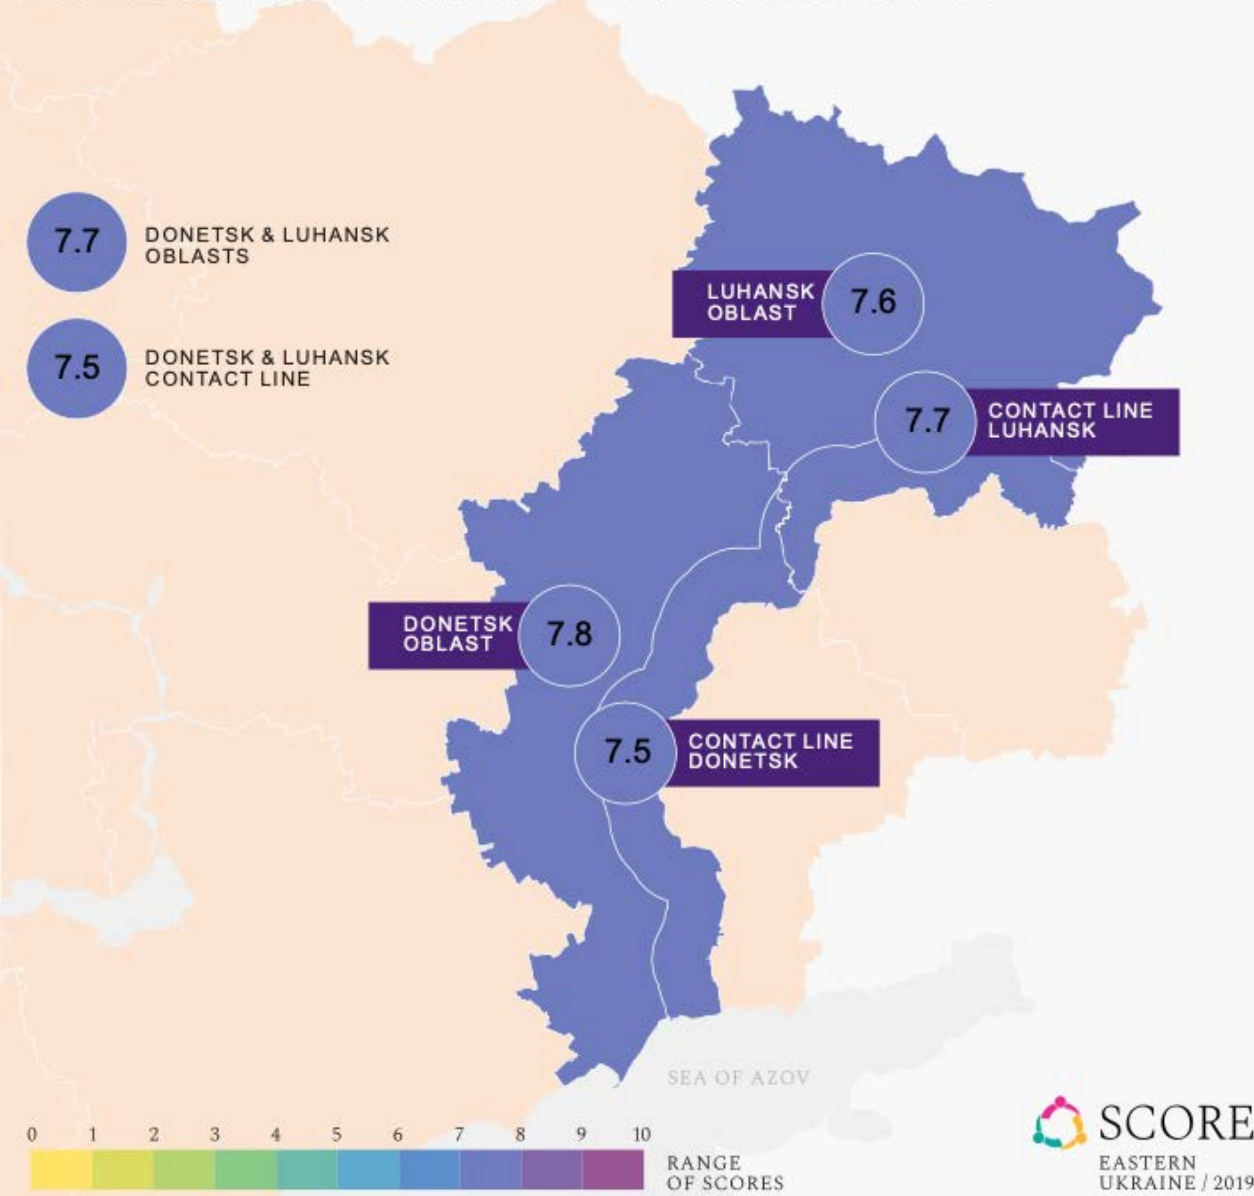 7.7
DONETSK & LUHANSK
OBLASTS
7.5
DONETSK & LUHANSK
CONTACT LINE
LUHANSK
OBLAST
7.6
7.7
CONTACT LINE
LUHANSK
DONETSK
OBLAST
7.8
7.5
CONTACT LINE
DONETSK
SEA OF AZOV
0 1 2 3 4 5 6 7 8 9 10
RANGE
OF SCORES
SCORE
EASTERN
UKRAINE / 2019